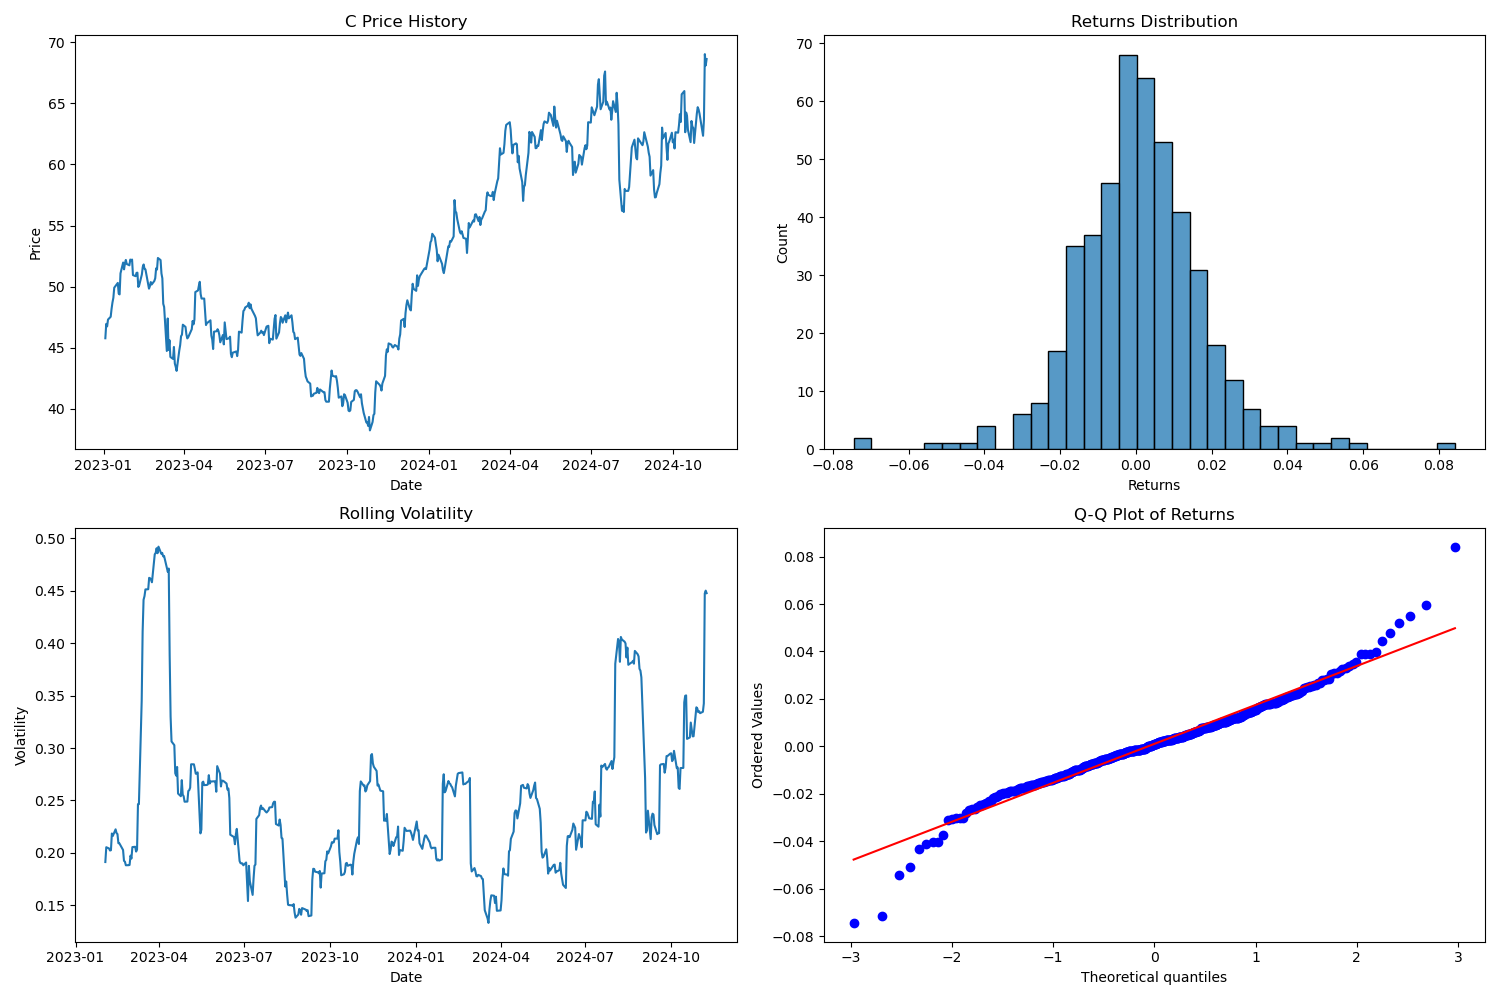 C Price History
Price
70
65
60
55
50
45
40
2023-01 2023-04 2023-07 2023-10 2024-01 2024-04 2024-07 2024-10
Date
Returns Distribution
Count
70
60
50
40
30
20
10
0
−0.08 −0.06 −0.04 −0.02 0.00 0.02 0.04 0.06 0.08
Returns
Rolling Volatility
Volatility
0.50
0.45
0.40
0.35
0.30
0.25
0.20
0.15
2023-01 2023-04 2023-07 2023-10 2024-01 2024-04 2024-07 2024-10
Date
Q-Q Plot of Returns
Ordered Values
0.08
0.06
0.04
0.02
0.00
−0.02
−0.04
−0.06
−0.08
−3 −2 −1 0 1 2 3
Theoretical quantiles